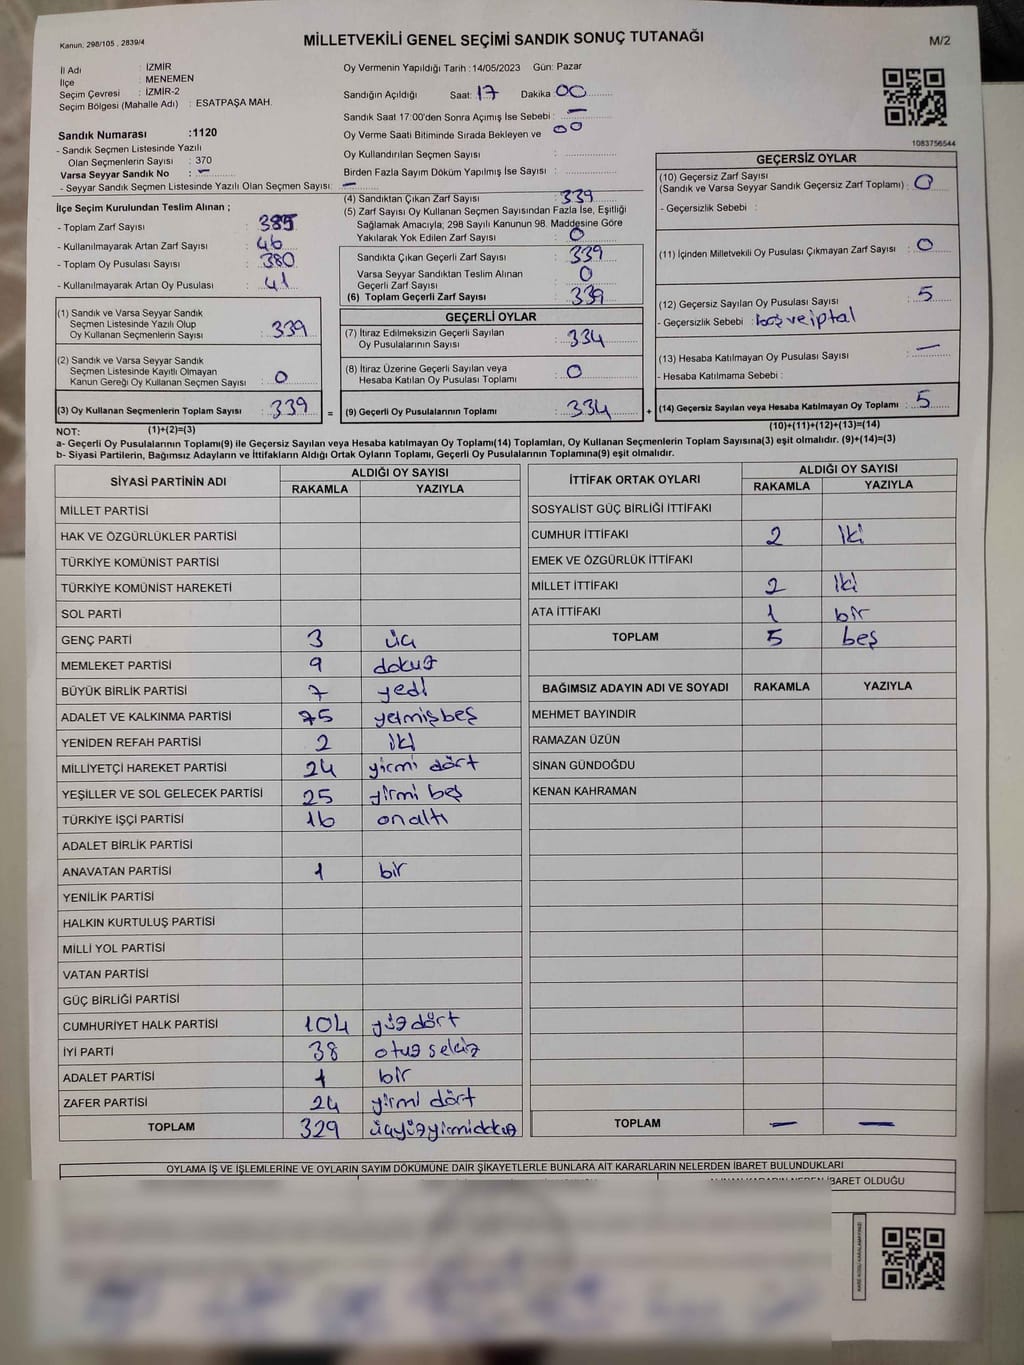 Kanun. 298/105 , 2839/4
MİLLETVEKİLİ GENEL SEÇİMİ SANDIK SONUÇ TUTANAĞI
M/2
İl Adı : İZMİR
İlçe : MENEMEN
Seçim Çevresi : İZMİR-2
Seçim Bölgesi (Mahalle Adı) : ESATPAŞA MAH.
Sandık Numarası :1120
- Sandık Seçmen Listesinde Yazılı
Olan Seçmenlerin Sayısı : 370
Varsa Seyyar Sandık No : –
- Seyyar Sandık Seçmen Listesinde Yazılı Olan Seçmen Sayısı: –
Oy Vermenin Yapıldığı Tarih :14/05/2023 Gün: Pazar
Sandığın Açıldığı Saat: 17 Dakika 00
Sandık Saat 17:00'den Sonra Açımış İse Sebebi : –
Oy Verme Saati Bitiminde Sırada Bekleyen ve 00
Oy Kullandırılan Seçmen Sayısı :
Birden Fazla Sayım Döküm Yapılmış İse Sayısı :
1083756544
İlçe Seçim Kurulundan Teslim Alınan ;
- Toplam Zarf Sayısı : 385
- Kullanılmayarak Artan Zarf Sayısı : 46
- Toplam Oy Pusulası Sayısı : 380
- Kullanılmayarak Artan Oy Pusulası : 41
(1) Sandık ve Varsa Seyyar Sandık
Seçmen Listesinde Yazılı Olup
Oy Kullanan Seçmenlerin Sayısı : 339
(2) Sandık ve Varsa Seyyar Sandık
Seçmen Listesinde Kayıtlı Olmayan
Kanun Gereği Oy Kullanan Seçmen Sayısı : 0
(3) Oy Kullanan Seçmenlerin Toplam Sayısı : 339 =
(1)+(2)=(3)
(4) Sandıktan Çıkan Zarf Sayısı : 339
(5) Zarf Sayısı Oy Kullanan Seçmen Sayısından Fazla İse, Eşitliği
Sağlamak Amacıyla; 298 Sayılı Kanunun 98. Maddesine Göre
Yakılarak Yok Edilen Zarf Sayısı : 0
Sandıkta Çıkan Geçerli Zarf Sayısı : 339
Varsa Seyyar Sandıktan Teslim Alınan
Geçerli Zarf Sayısı : 0
(6) Toplam Geçerli Zarf Sayısı : 339
GEÇERLİ OYLAR
(7) İtiraz Edilmeksizin Geçerli Sayılan
Oy Pusulalarının Sayısı : 334
(8) İtiraz Üzerine Geçerli Sayılan veya
Hesaba Katılan Oy Pusulası Toplamı : 0
(9) Geçerli Oy Pusulalarının Toplamı : 334 +
GEÇERSİZ OYLAR
(10) Geçersiz Zarf Sayısı
(Sandık ve Varsa Seyyar Sandık Geçersiz Zarf Toplamı) : 0
- Geçersizlik Sebebi :
(11) İçinden Milletvekili Oy Pusulası Çıkmayan Zarf Sayısı : 0
(12) Geçersiz Sayılan Oy Pusulası Sayısı : 5
- Geçersizlik Sebebi : boş ve iptal
(13) Hesaba Katılmayan Oy Pusulası Sayısı : –
- Hesaba Katılmama Sebebi :
(14) Geçersiz Sayılan veya Hesaba Katılmayan Oy Toplamı : 5
(10)+(11)+(12)+(13)=(14)
NOT:
a- Geçerli Oy Pusulalarının Toplamı(9) ile Geçersiz Sayılan veya Hesaba katılmayan Oy Toplamı(14) Toplamları, Oy Kullanan Seçmenlerin Toplam Sayısına(3) eşit olmalıdır. (9)+(14)=(3)
b- Siyasi Partilerin, Bağımsız Adayların ve İttifakların Aldığı Ortak Oyların Toplamı, Geçerli Oy Pusulalarının Toplamına(9) eşit olmalıdır.
SİYASİ PARTİNİN ADI ALDIĞI OY SAYISI
RAKAMLA YAZIYLA
MİLLET PARTİSİ
HAK VE ÖZGÜRLÜKLER PARTİSİ
TÜRKİYE KOMÜNİST PARTİSİ
TÜRKİYE KOMÜNİST HAREKETİ
SOL PARTİ
GENÇ PARTİ 3 üç
MEMLEKET PARTİSİ 9 dokuz
BÜYÜK BİRLİK PARTİSİ 7 yedi
ADALET VE KALKINMA PARTİSİ 75 yetmişbeş
YENİDEN REFAH PARTİSİ 2 iki
MİLLİYETÇİ HAREKET PARTİSİ 24 yirmi dört
YEŞİLLER VE SOL GELECEK PARTİSİ 25 yirmi beş
TÜRKİYE İŞÇİ PARTİSİ 16 onaltı
ADALET BİRLİK PARTİSİ
ANAVATAN PARTİSİ 1 bir
YENİLİK PARTİSİ
HALKIN KURTULUŞ PARTİSİ
MİLLİ YOL PARTİSİ
VATAN PARTİSİ
GÜÇ BİRLİĞİ PARTİSİ
CUMHURİYET HALK PARTİSİ 104 yüzdört
İYİ PARTİ 38 otuz sekiz
ADALET PARTİSİ 1 bir
ZAFER PARTİSİ 24 yirmi dört
TOPLAM 329
İTTİFAK ORTAK OYLARI ALDIĞI OY SAYISI
RAKAMLA YAZIYLA
SOSYALİST GÜÇ BİRLİĞİ İTTİFAKI
CUMHUR İTTİFAKI 2 iki
EMEK VE ÖZGÜRLÜK İTTİFAKI
MİLLET İTTİFAKI 2 iki
ATA İTTİFAKI 1 bir
TOPLAM 5 beş
BAĞIMSIZ ADAYIN ADI VE SOYADI RAKAMLA YAZIYLA
MEHMET BAYINDIR
RAMAZAN ÜZÜN
SİNAN GÜNDOĞDU
KENAN KAHRAMAN
TOPLAM – –
OYLAMA İŞ VE İŞLEMLERİNE VE OYLARIN SAYIM DÖKÜMÜNE DAİR ŞİKAYETLERLE BUNLARA AİT KARARLARIN NELERDEN İBARET BULUNDUKLARI
İBARET OLDUĞU